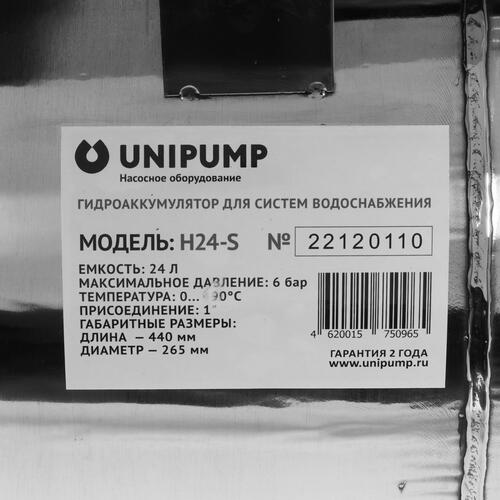 UNIPUMP
Насосное оборудование
ГИДРОАККУМУЛЯТОР ДЛЯ СИСТЕМ ВОДОСНАБЖЕНИЯ
МОДЕЛЬ: H24-S № 22120110
ЕМКОСТЬ: 24 Л
МАКСИМАЛЬНОЕ ДАВЛЕНИЕ: 6 бар
ТЕМПЕРАТУРА: 0... 90°С
ПРИСОЕДИНЕНИЕ: 1"
ГАБАРИТНЫЕ РАЗМЕРЫ:
ДЛИНА – 440 мм
ДИАМЕТР – 265 мм
4 620015 750965
ГАРАНТИЯ 2 ГОДА
www.unipump.ru